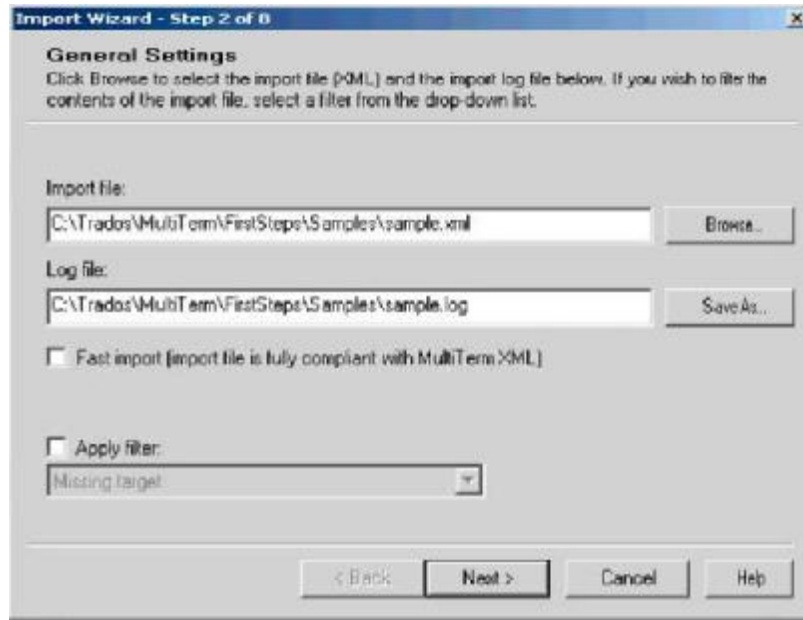 Import Wizard - Step 2 of 8
General Settings
Click Browse to select the import file (XML) and the import log file below. If you wish to filter the
contents of the import file, select a filter from the drop-down list.
Import file:
C:\Trados\MultiTerm\FirstSteps\Samples\sample.xml
Browse...
Log file:
C:\Trados\MultiTerm\FirstSteps\Samples\sample.log
Save As...
Fast import (import file is fully compliant with MultiTerm XML)
Apply filter:
Missing target
< Back
Next >
Cancel
Help